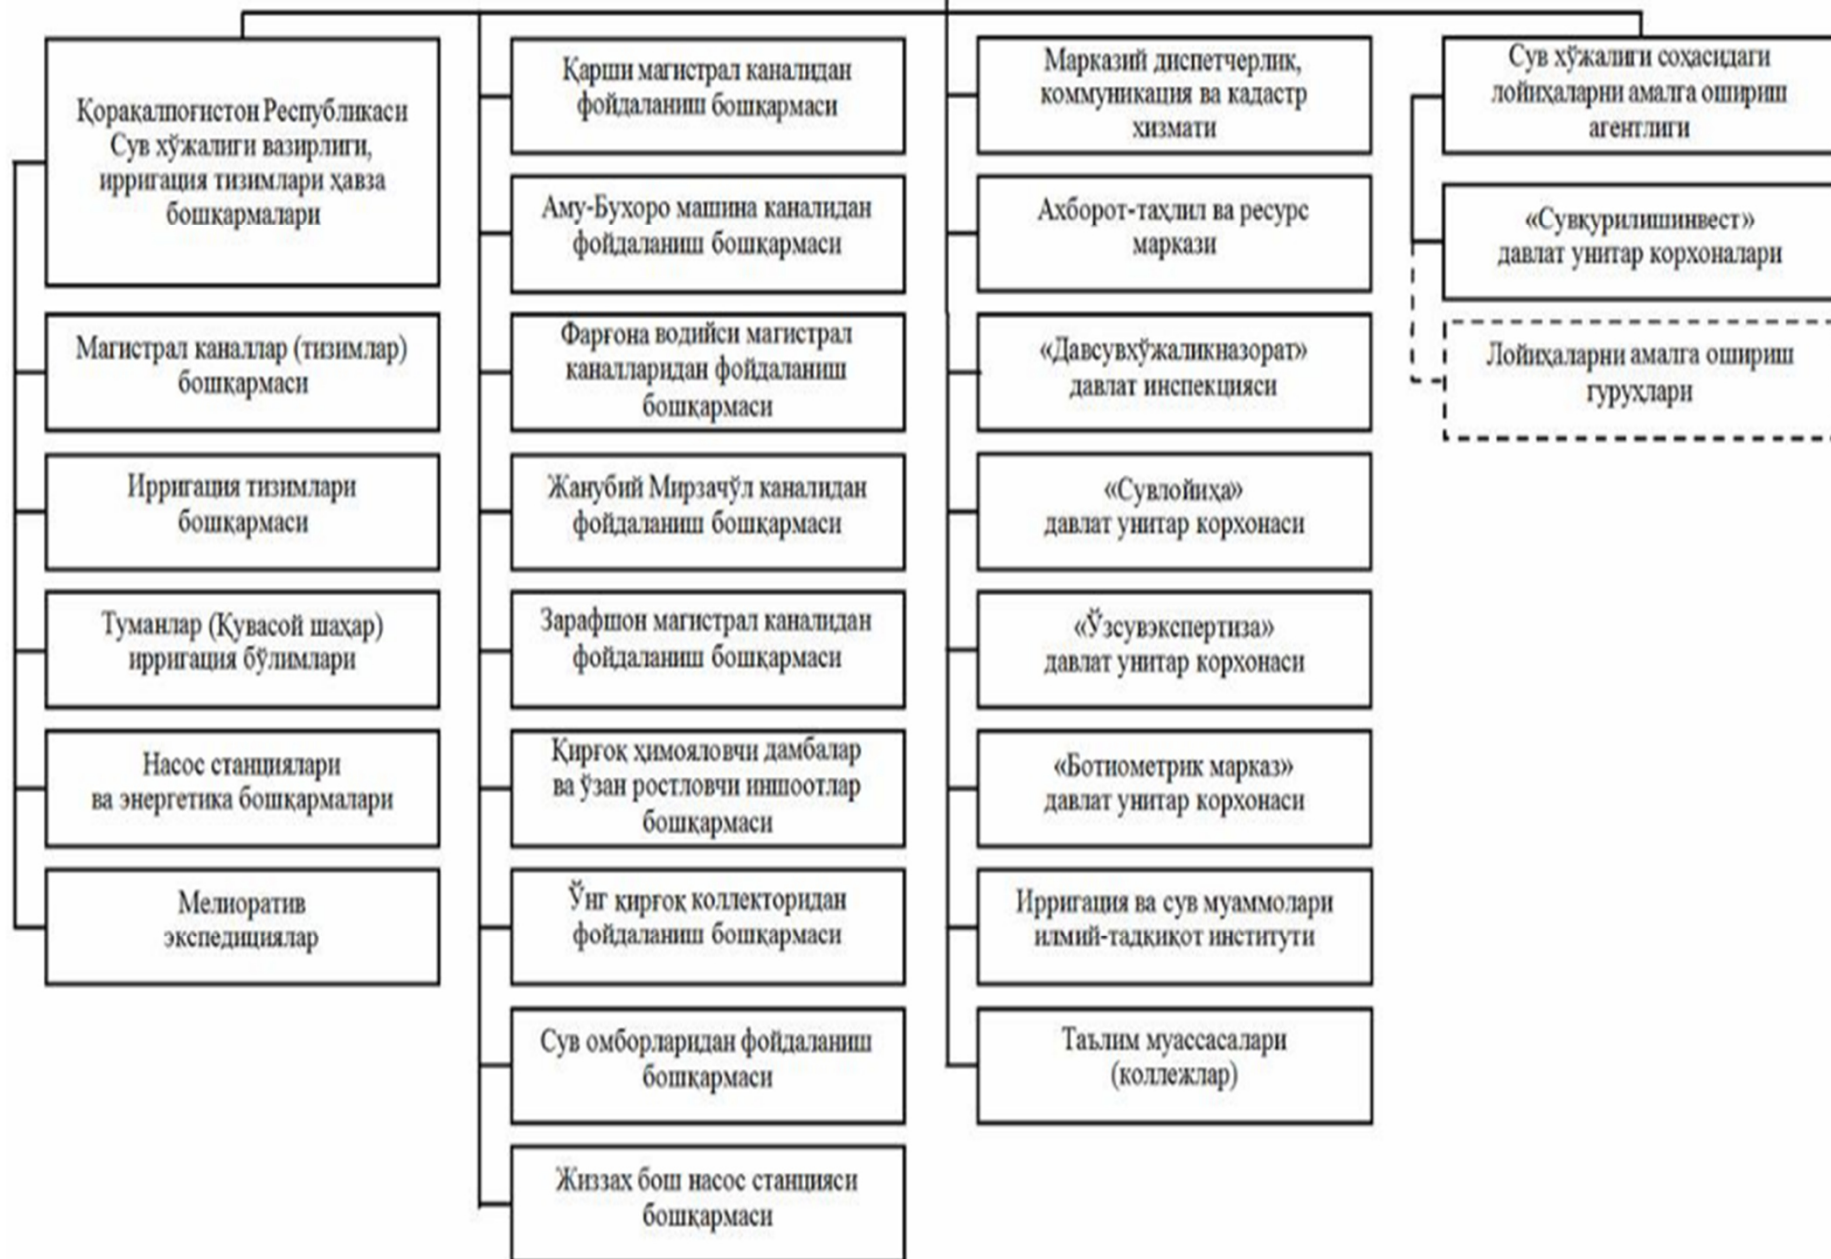 Қорақалпоғистон Республикаси
Сув хўжалиги вазирлиги,
ирригация тизимлари ҳавза
бошқармалари
Магистрал каналлар (тизимлар)
бошқармаси
Ирригация тизимлари
бошқармаси
Туманлар (Қувасой шаҳар)
ирригация бўлимлари
Насос станциялари
ва энергетика бошқармалари
Мелиоратив
экспедициялар
Қарши магистрал каналидан
фойдаланиш бошқармаси
Аму-Бухоро машина каналидан
фойдаланиш бошқармаси
Фарғона водийси магистрал
каналларидан фойдаланиш
бошқармаси
Жанубий Мирзачўл каналидан
фойдаланиш бошқармаси
Зарафшон магистрал каналидан
фойдаланиш бошқармаси
Қирғоқ ҳимояловчи дамбалар
ва ўзан ростловчи иншоотлар
бошқармаси
Ўнг қирғоқ коллекторидан
фойдаланиш бошқармаси
Сув омборларидан фойдаланиш
бошқармаси
Жиззах бош насос станцияси
бошқармаси
Марказий диспетчерлик,
коммуникация ва кадастр
хизмати
Ахборот-таҳлил ва ресурс
маркази
«Давсувхўжаликназорат»
давлат инспекцияси
«Сувлойиҳа»
давлат унитар корхонаси
«Ўзсувэкспертиза»
давлат унитар корхонаси
«Ботиометрик марказ»
давлат унитар корхонаси
Ирригация ва сув муаммолари
илмий-тадқиқот институти
Таълим муассасалари
(коллежлар)
Сув хўжалиги соҳасидаги
лойиҳаларни амалга ошириш
агентлиги
«Сувқурилишинвест»
давлат унитар корхоналари
Лойиҳаларни амалга ошириш
гуруҳлари